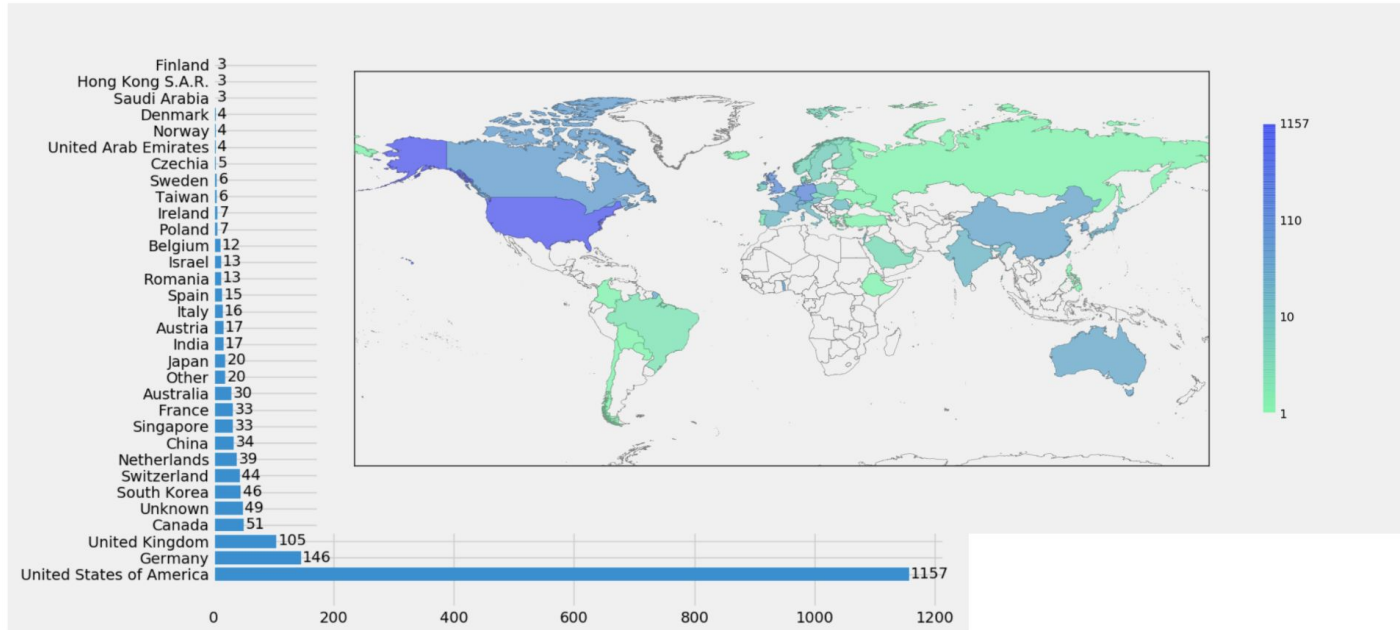 Finland 3
Hong Kong S.A.R. 3
Saudi Arabia 3
Denmark 4
Norway 4
United Arab Emirates 4
Czechia 5
Sweden 6
Taiwan 6
Ireland 7
Poland 7
Belgium 12
Israel 13
Romania 13
Spain 15
Italy 16
Austria 17
India 17
Japan 20
Other 20
Australia 30
France 33
Singapore 33
China 34
Netherlands 39
Switzerland 44
South Korea 46
Unknown 49
Canada 51
United Kingdom 105
Germany 146
United States of America 1157
0 200 400 600 800 1000 1200
1157
110
10
1